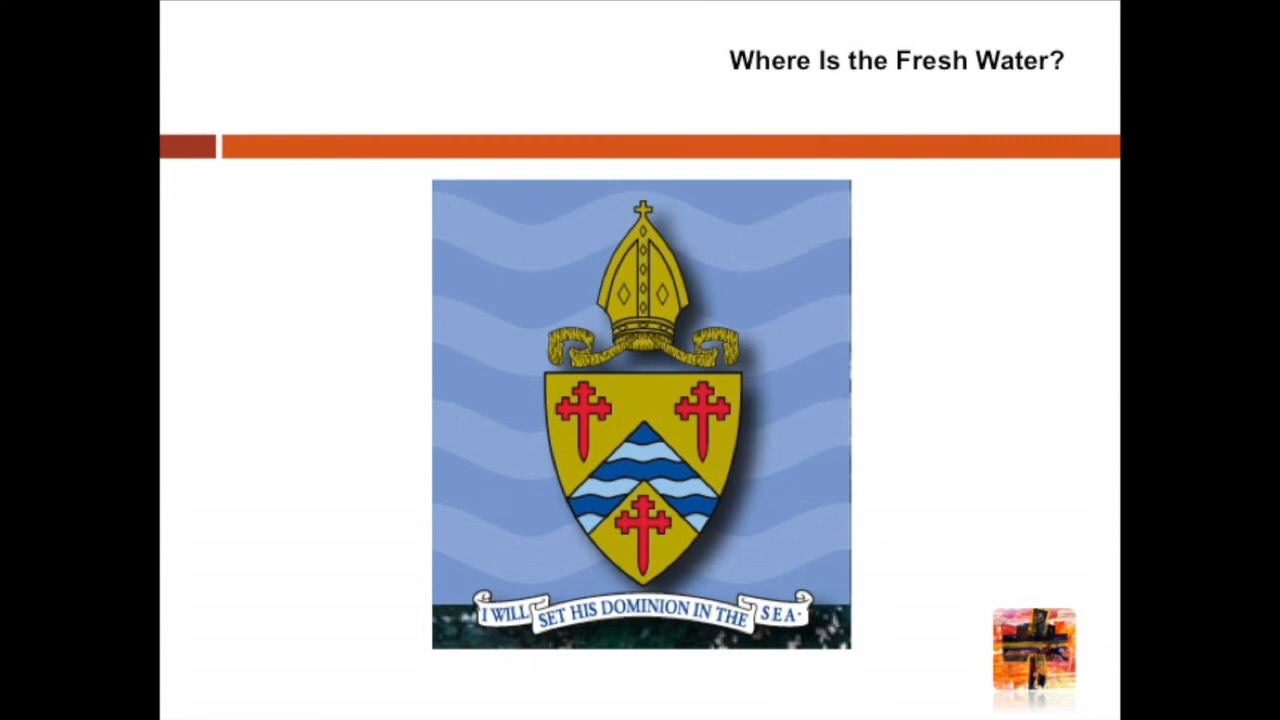 Where Is the Fresh Water?
I WILL SET HIS DOMINION IN THE SEA·